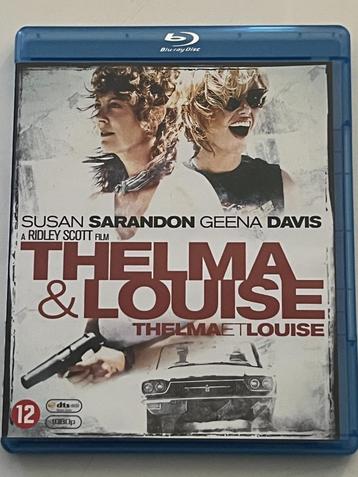 Blu-ray Disc
SUSAN SARANDON GEENA DAVIS
A RIDLEY SCOTT FILM
THELMA
& LOUISE
THELMA ET LOUISE
12
dts
1080p